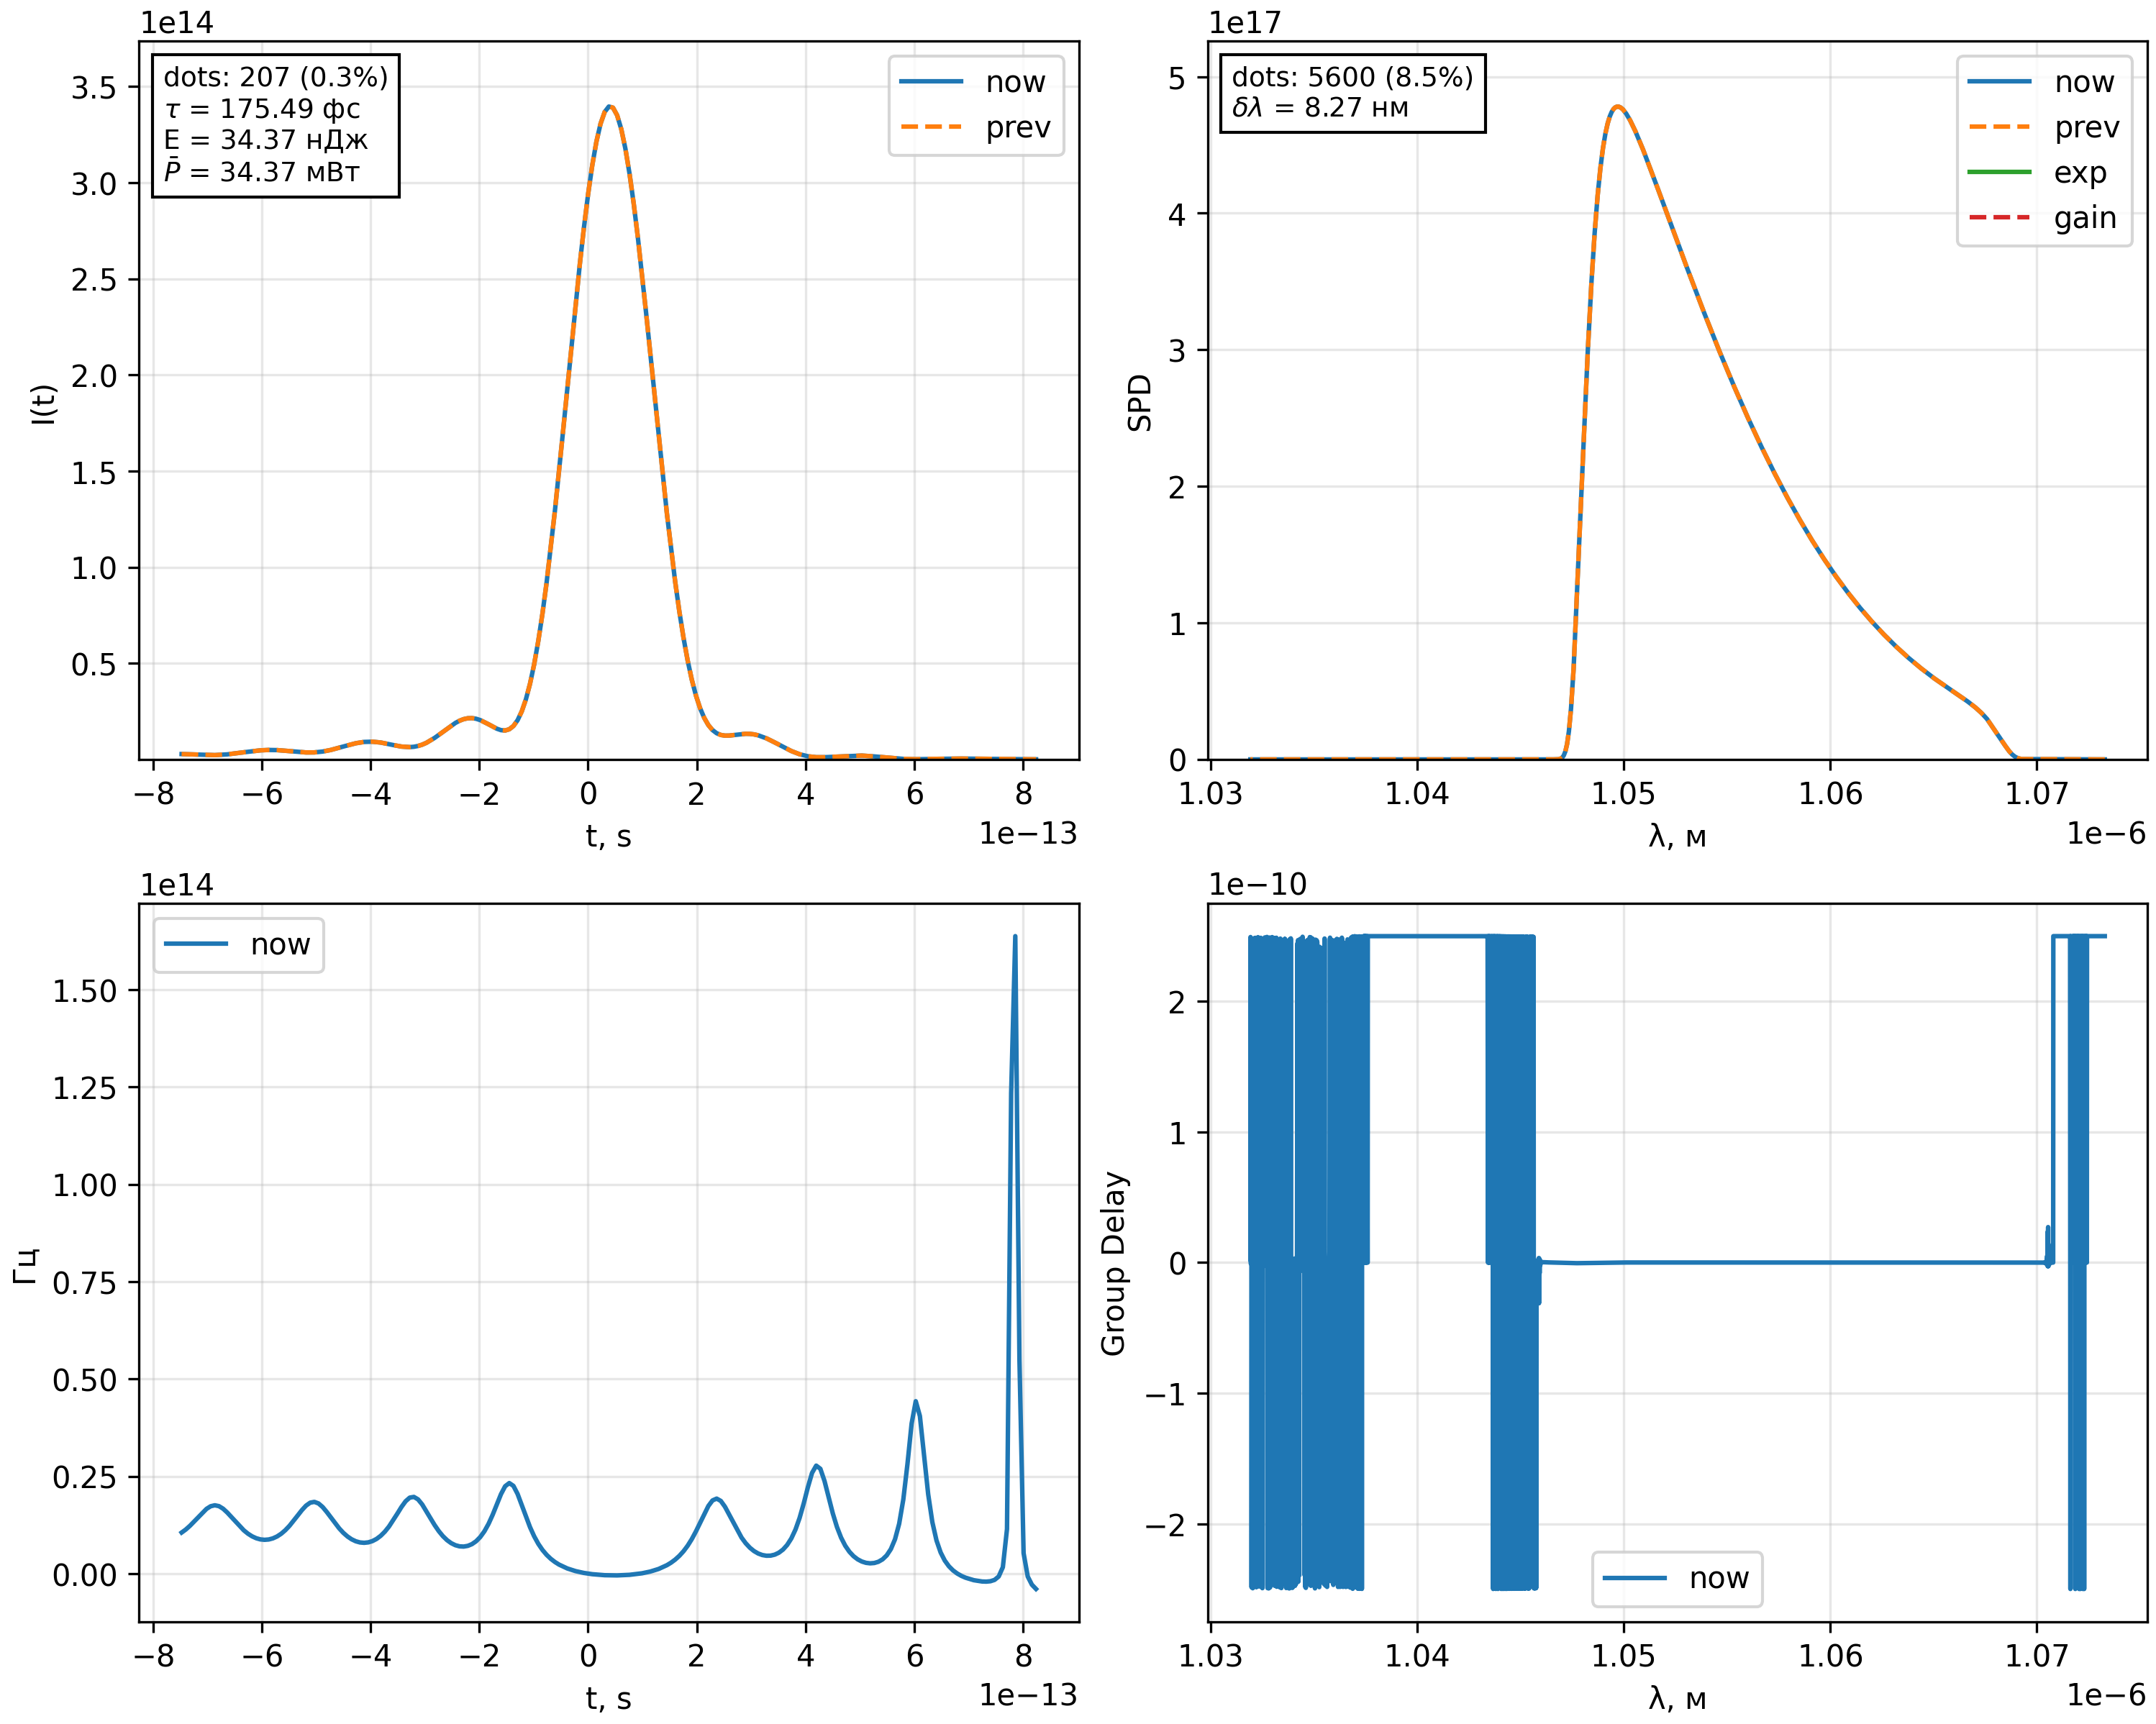 1e14
dots: 207 (0.3%)
τ = 175.49 фс
E = 34.37 нДж
P̄ = 34.37 мВт
now
prev
3.5
3.0
2.5
2.0
1.5
1.0
0.5
I(t)
−8 −6 −4 −2 0 2 4 6 8
t, s
1e−13
1e17
dots: 5600 (8.5%)
δλ = 8.27 нм
now
prev
exp
gain
5
4
3
2
1
0
SPD
1.03 1.04 1.05 1.06 1.07
λ, м
1e−6
1e14
now
1.50
1.25
1.00
0.75
0.50
0.25
0.00
Гц
−8 −6 −4 −2 0 2 4 6 8
t, s
1e−13
1e−10
2
1
0
−1
−2
Group Delay
now
1.03 1.04 1.05 1.06 1.07
λ, м
1e−6